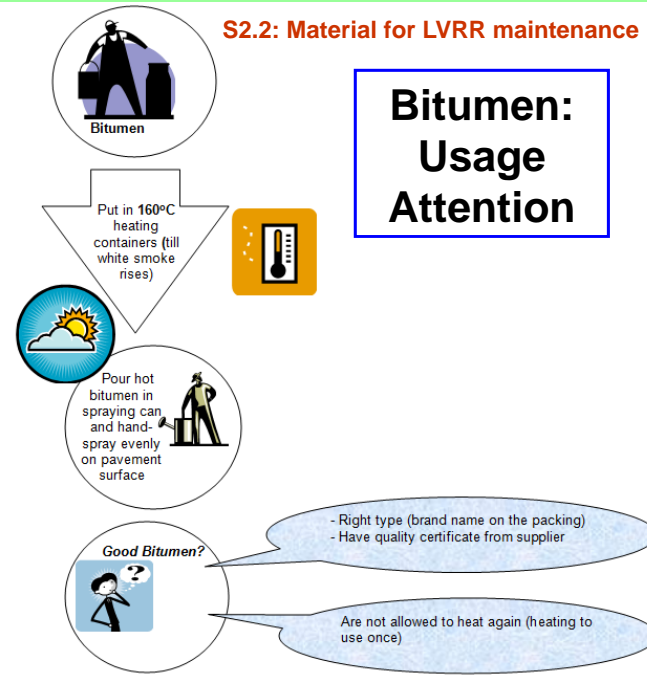 S2.2: Material for LVRR maintenance
Bitumen:
Usage
Attention
Bitumen
Put in 160ºC
heating
containers (till
white smoke
rises)
Pour hot
bitumen in
spraying can
and hand-
spray evenly
on pavement
surface
Good Bitumen?
?
- Right type (brand name on the packing)
- Have quality certificate from supplier
Are not allowed to heat again (heating to
use once)